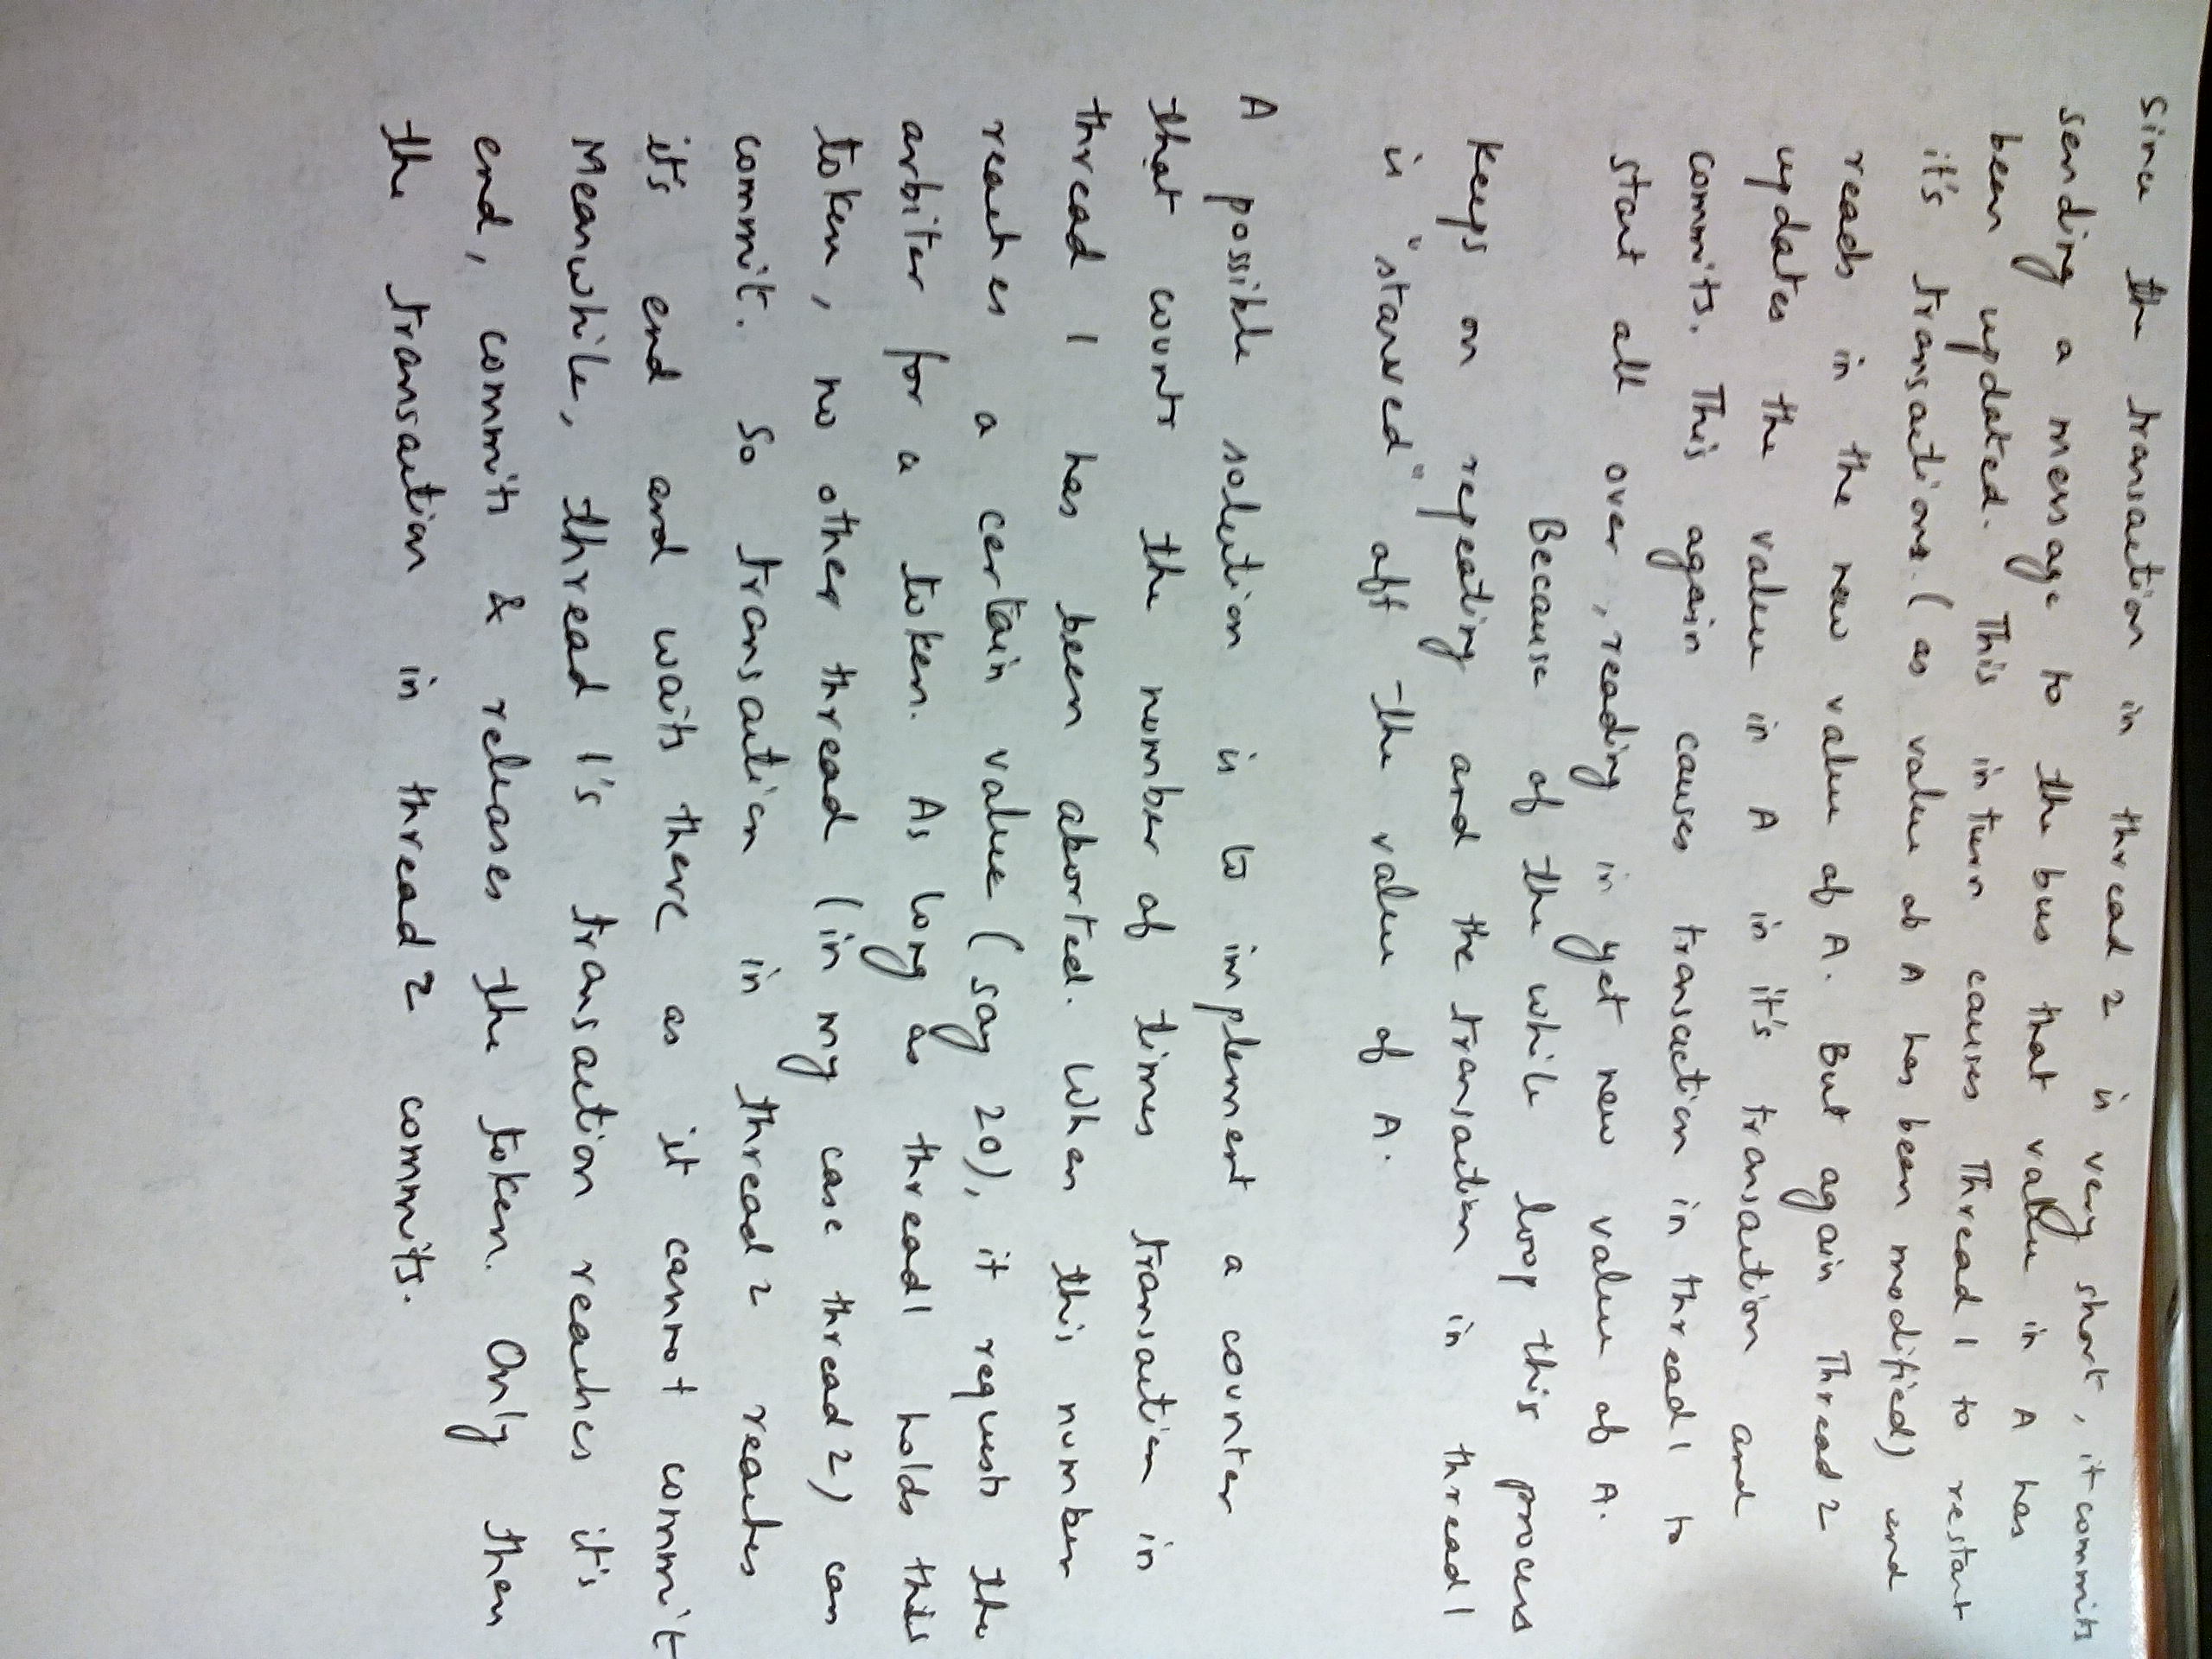 Since the transaction in thread 2 is very short, it commits
sending a message to the bus that value in A has
been updated. This in turn causes Thread 1 to restart
it's transactions. (as value of A has been modified) and
reads in the new value of A. But again Thread 2
updates the value in A in it's transaction and
commits. This again causes transaction in thread 1 to
start all over, reading in yet new value of A.
Because of the while loop this process
keeps on repeating and the transaction in thread 1
is "starved" off the value of A.
A possible solution is to implement a counter
that counts the number of times transaction in
thread 1 has been aborted. When this number
reaches a certain value (say 20), it requests the
arbiter for a token. As long as thread 1 holds this
token, no other thread (in my case thread 2) can
commit. So transaction in thread 2 reaches
it's end and waits there as it cannot commit
Meanwhile, thread 1's transaction reaches it's
end, commits & releases the token. Only then
the transaction in thread 2 commits.